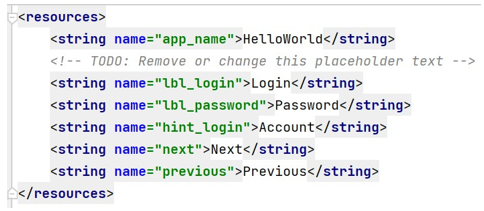 <resources>
    <string name="app_name">HelloWorld</string>
    <!-- TODO: Remove or change this placeholder text -->
    <string name="lbl_login">Login</string>
    <string name="lbl_password">Password</string>
    <string name="hint_login">Account</string>
    <string name="next">Next</string>
    <string name="previous">Previous</string>
</resources>